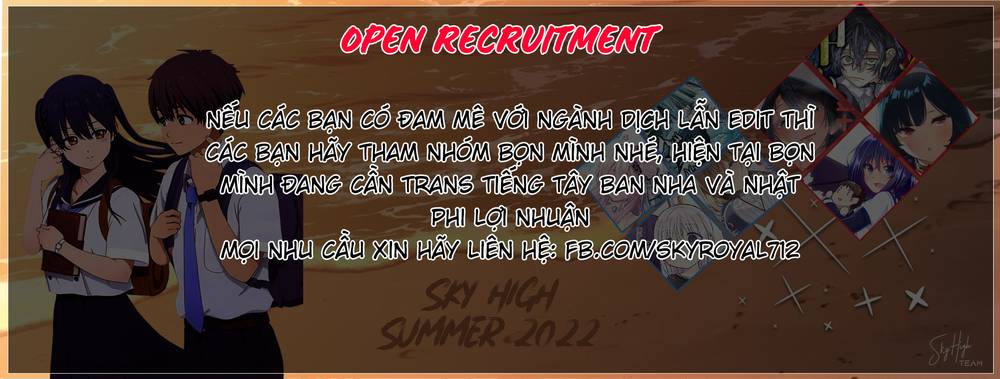 OPEN RECRUITMENT
NẾU CÁC BẠN CÓ ĐAM MÊ VỚI NGÀNH DỊCH LẪN EDIT THÌ
CÁC BẠN HÃY THAM NHÓM BỌN MÌNH NHÉ, HIỆN TẠI BỌN
MÌNH ĐANG CẦN TRANS TIẾNG TÂY BAN NHA VÀ NHẬT
PHI LỢI NHUẬN
MỌI NHU CẦU XIN HÃY LIÊN HỆ: FB.COM/SKYROYAL712
SKY HIGH
SUMMER 2022
SkyHigh
TEAM